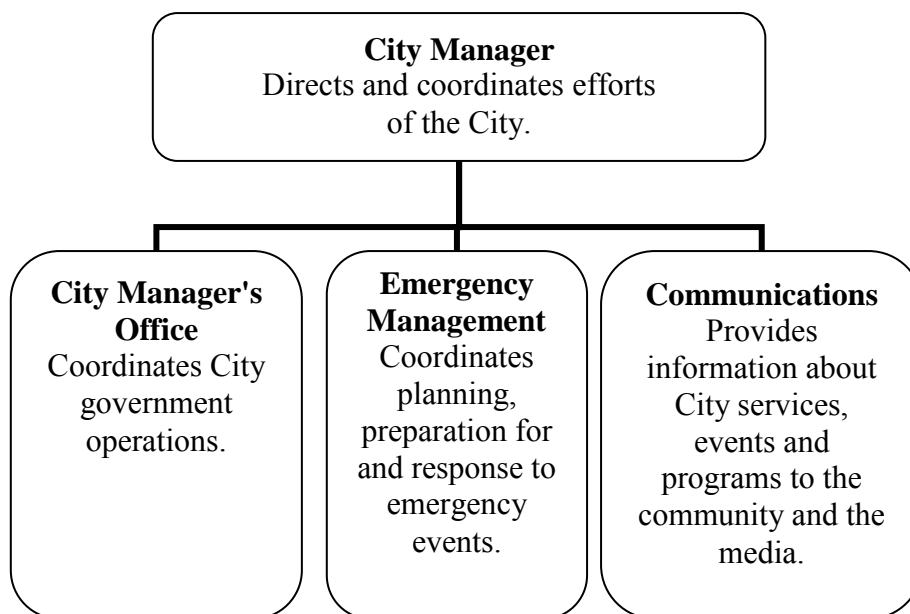 City Manager
Directs and coordinates efforts
of the City.
City Manager's
Office
Coordinates City
government
operations.
Emergency
Management
Coordinates
planning,
preparation for
and response to
emergency
events.
Communications
Provides
information about
City services,
events and
programs to the
community and the
media.